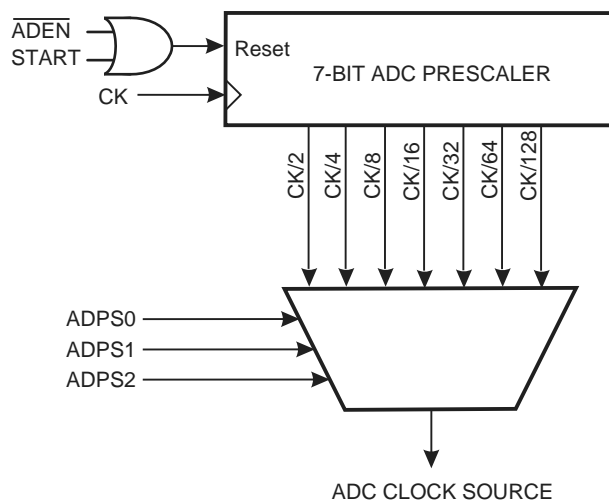 ADEN
START
Reset
7-BIT ADC PRESCALER
CK
CK/2
CK/4
CK/8
CK/16
CK/32
CK/64
CK/128
ADPS0
ADPS1
ADPS2
ADC CLOCK SOURCE